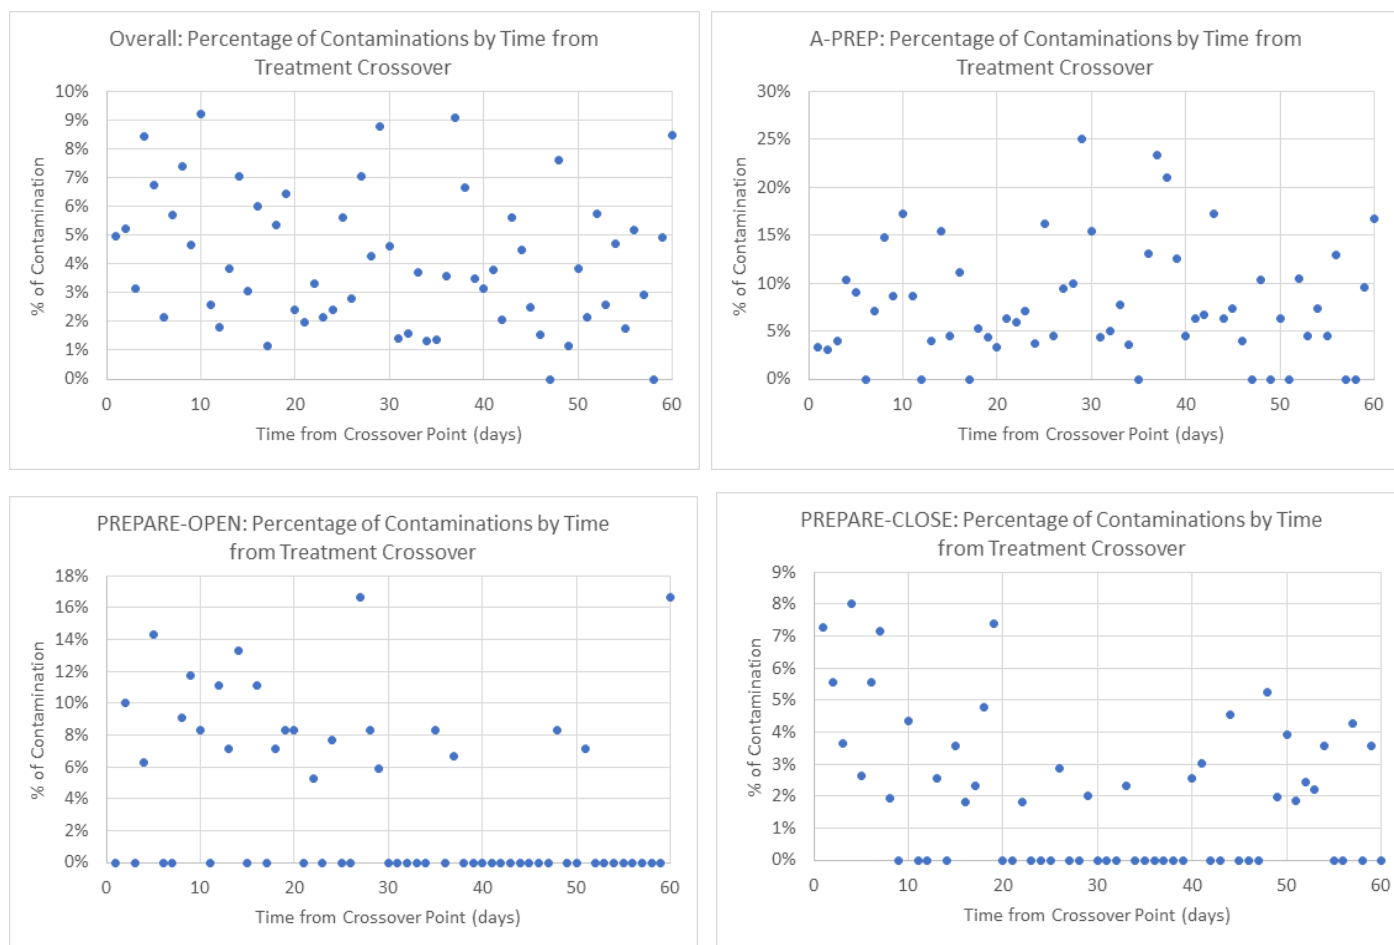 Overall: Percentage of Contaminations by Time from
Treatment Crossover
10%
9%
8%
7%
6%
5%
4%
3%
2%
1%
0%
% of Contamination
0 10 20 30 40 50 60
Time from Crossover Point (days)
A-PREP: Percentage of Contaminations by Time from
Treatment Crossover
30%
25%
20%
15%
10%
5%
0%
% of Contamination
0 10 20 30 40 50 60
Time from Crossover Point (days)
PREPARE-OPEN: Percentage of Contaminations by Time
from Treatment Crossover
18%
16%
14%
12%
10%
8%
6%
4%
2%
0%
% of Contamination
0 10 20 30 40 50 60
Time from Crossover Point (days)
PREPARE-CLOSE: Percentage of Contaminations by Time
from Treatment Crossover
9%
8%
7%
6%
5%
4%
3%
2%
1%
0%
% of Contamination
0 10 20 30 40 50 60
Time from Crossover Point (days)